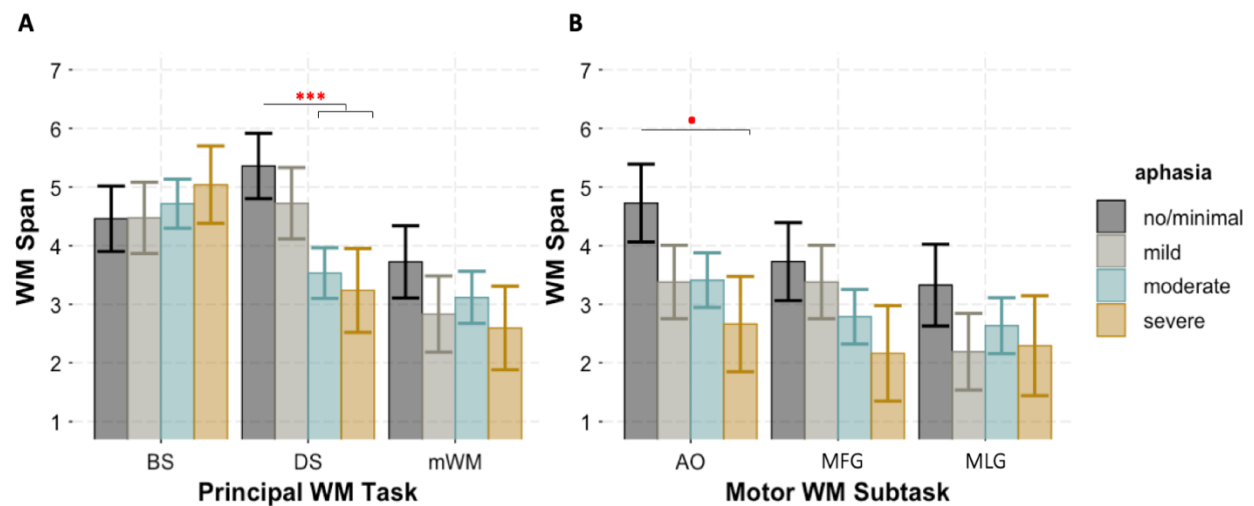 A
WM Span
7
6
5
4
3
2
1
***
BS DS mWM
Principal WM Task
B
WM Span
7
6
5
4
3
2
1
AO MFG MLG
Motor WM Subtask
aphasia
no/minimal
mild
moderate
severe